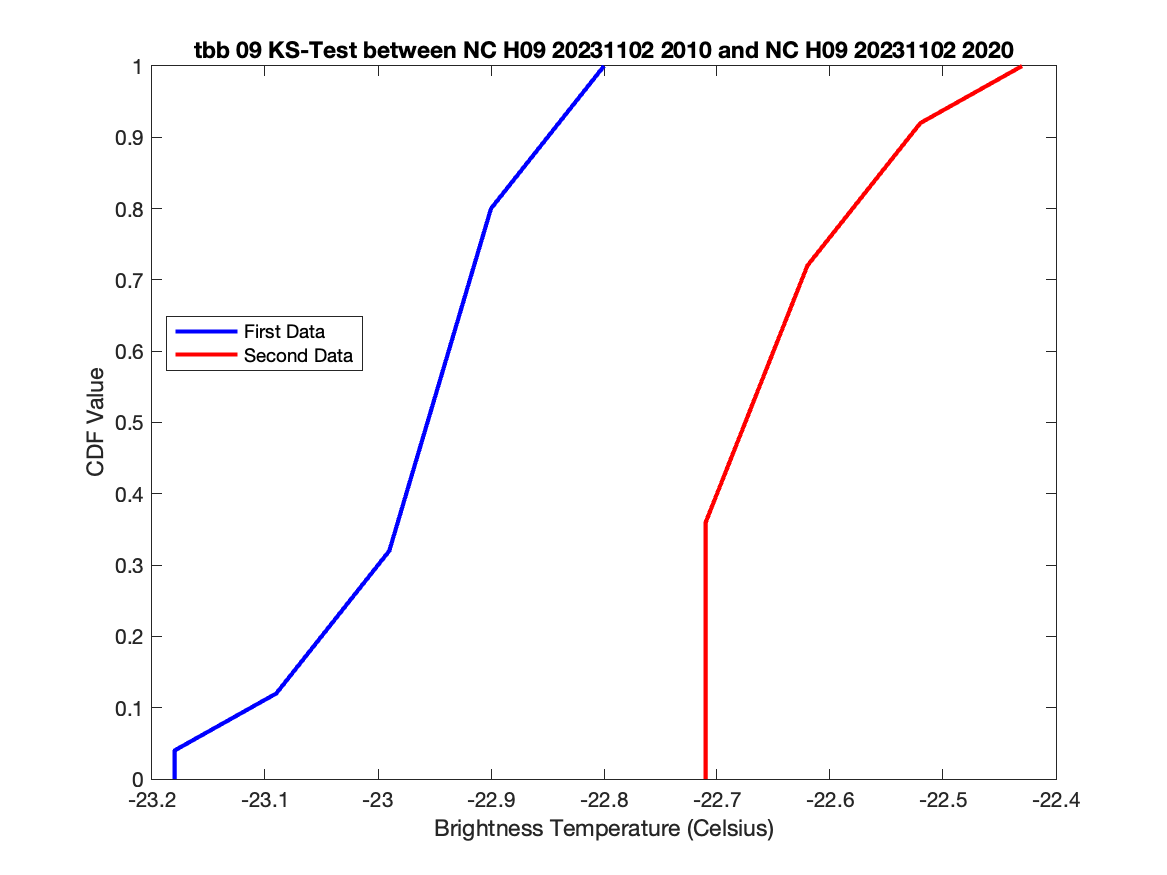 tbb 09 KS-Test between NC H09 20231102 2010 and NC H09 20231102 2020
1
0.9
0.8
0.7
0.6
0.5
0.4
0.3
0.2
0.1
0
CDF Value
First Data
Second Data
-23.2 -23.1 -23 -22.9 -22.8 -22.7 -22.6 -22.5 -22.4
Brightness Temperature (Celsius)